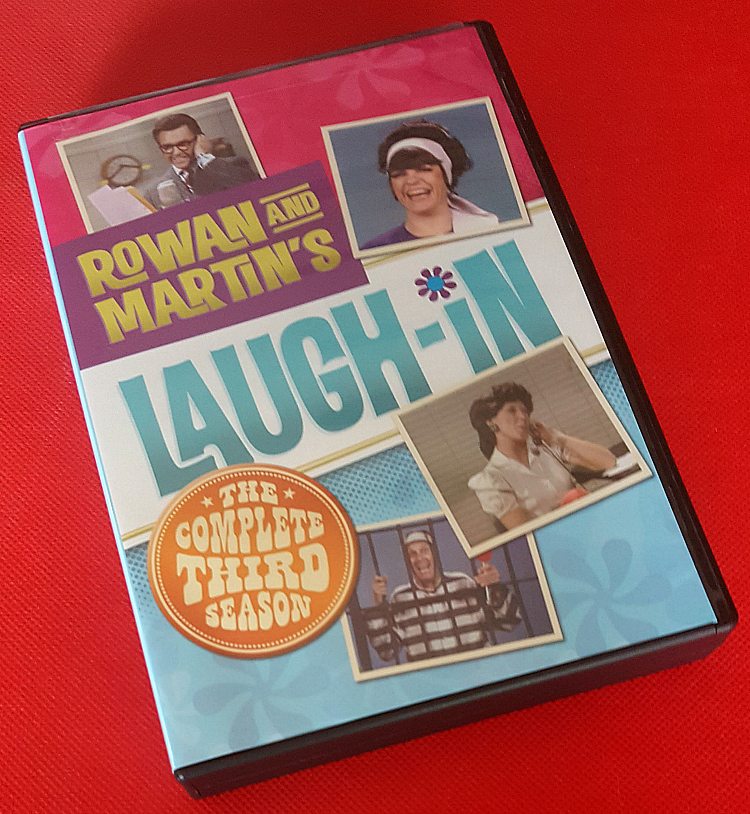 ROWAN AND
MARTIN'S
LAUGH-iN
THE
COMPLETE
THIRD
SEASON